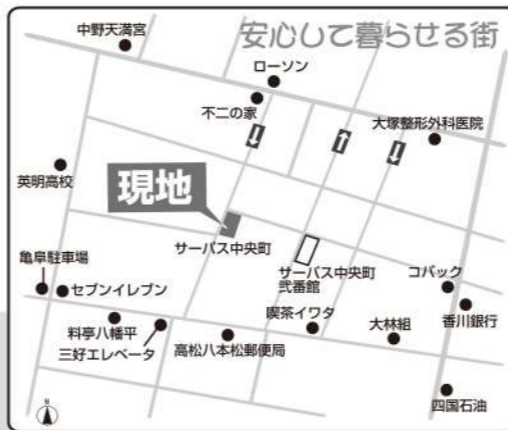 安心して暮らせる街
中野天満宮
ローソン
不二の家
大塚整形外科医院
英明高校
現地
サーパス中央町
サーパス中央町
弐番館
亀阜駐車場
セブンイレブン
コバック
香川銀行
喫茶イワタ
大林組
料亭八幡平
三好エレベータ
高松八本松郵便局
四国石油
N